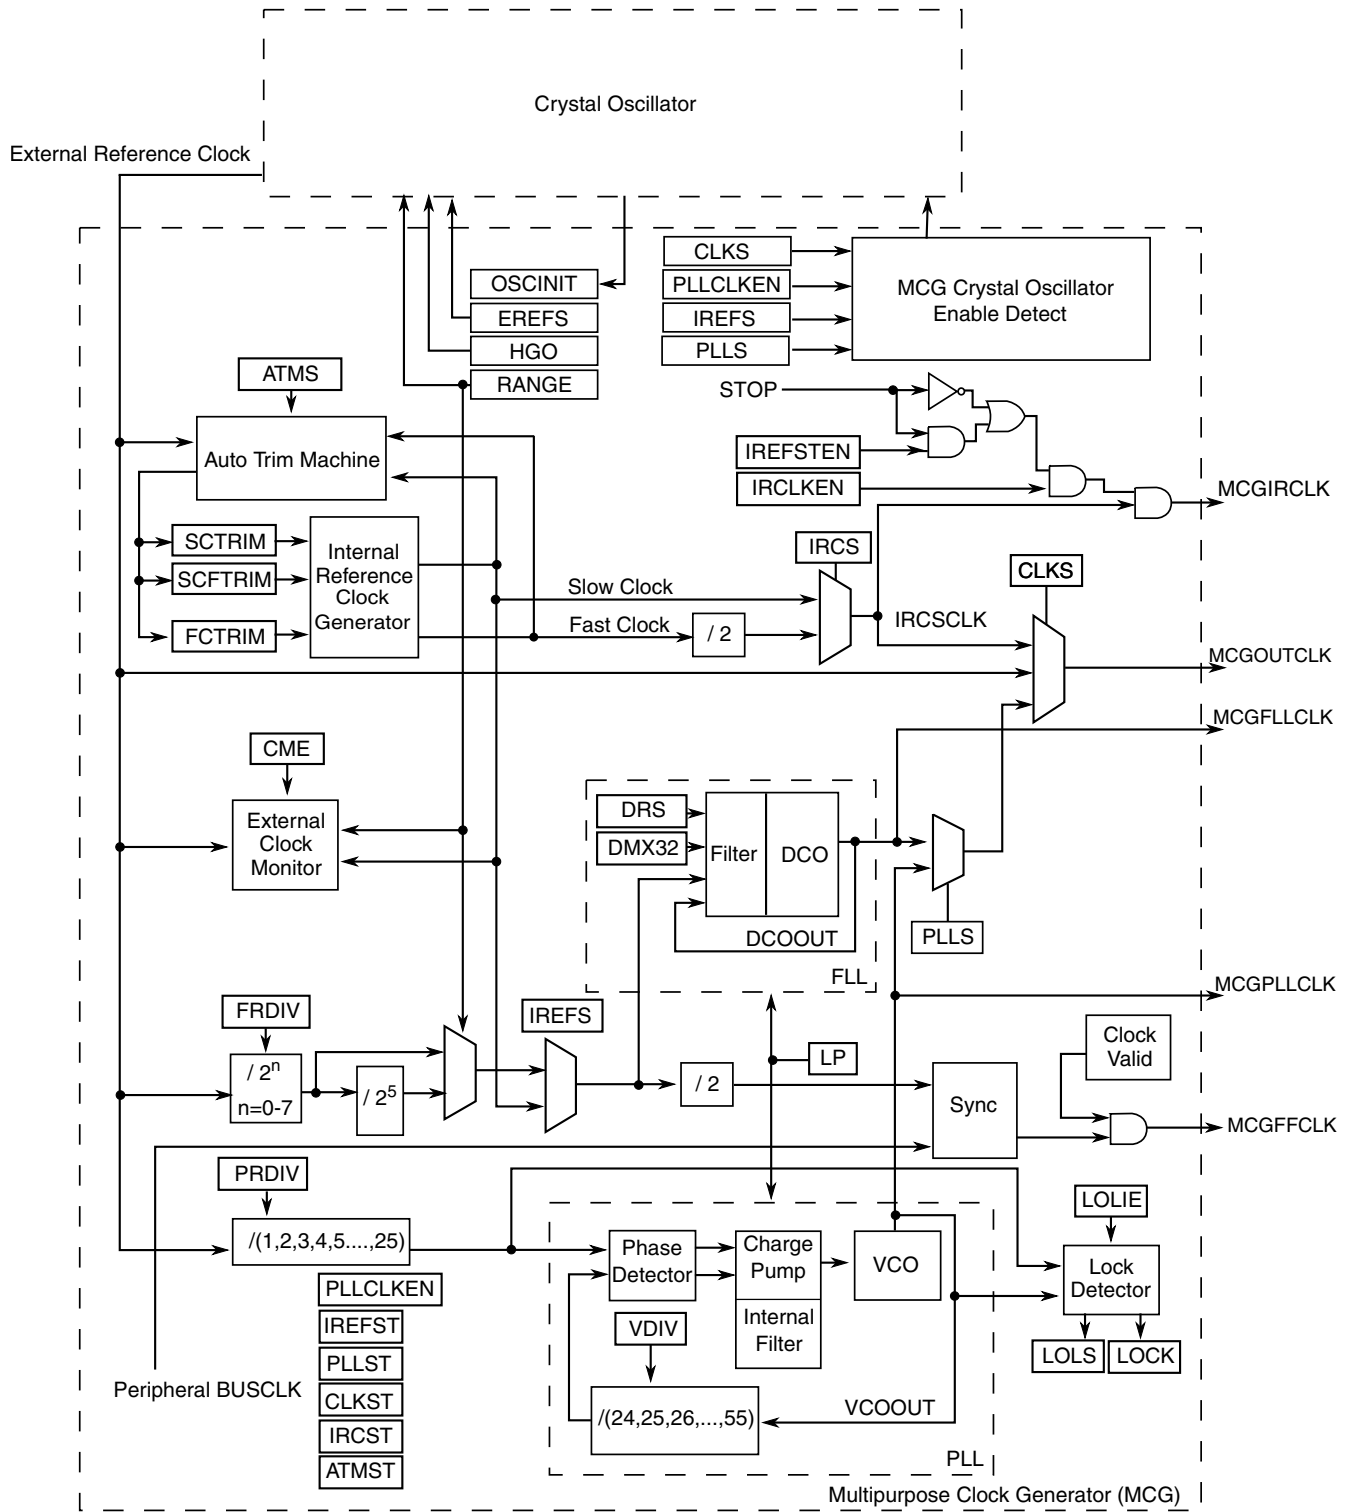 Crystal Oscillator
External Reference Clock
CLKS
OSCINIT
PLLCLKEN
MCG Crystal Oscillator
Enable Detect
EREFS
IREFS
HGO
PLLS
RANGE
ATMS
STOP
Auto Trim Machine
IREFSTEN
IRCLKEN
MCGIRCLK
SCTRIM
SCFTRIM
FCTRIM
Internal
Reference
Clock
Generator
IRCS
CLKS
Slow Clock
Fast Clock
/ 2
IRCSCLK
MCGOUTCLK
MCGFLLCLK
CME
External
Clock
Monitor
DRS
DMX32
Filter
DCO
DCOOUT
FLL
PLLS
MCGPLLCLK
FRDIV
IREFS
/ 2n
n=0-7
/ 25
LP
/ 2
Clock
Valid
Sync
MCGFFCLK
PRDIV
LOLIE
/(1,2,3,4,5....,25)
Phase
Detector
Charge
Pump
Internal
Filter
VCO
Lock
Detector
PLLCLKEN
IREFST
PLLST
CLKST
IRCST
ATMST
VDIV
LOLS
LOCK
Peripheral BUSCLK
/(24,25,26,...,55)
VCOOUT
PLL
Multipurpose Clock Generator (MCG)